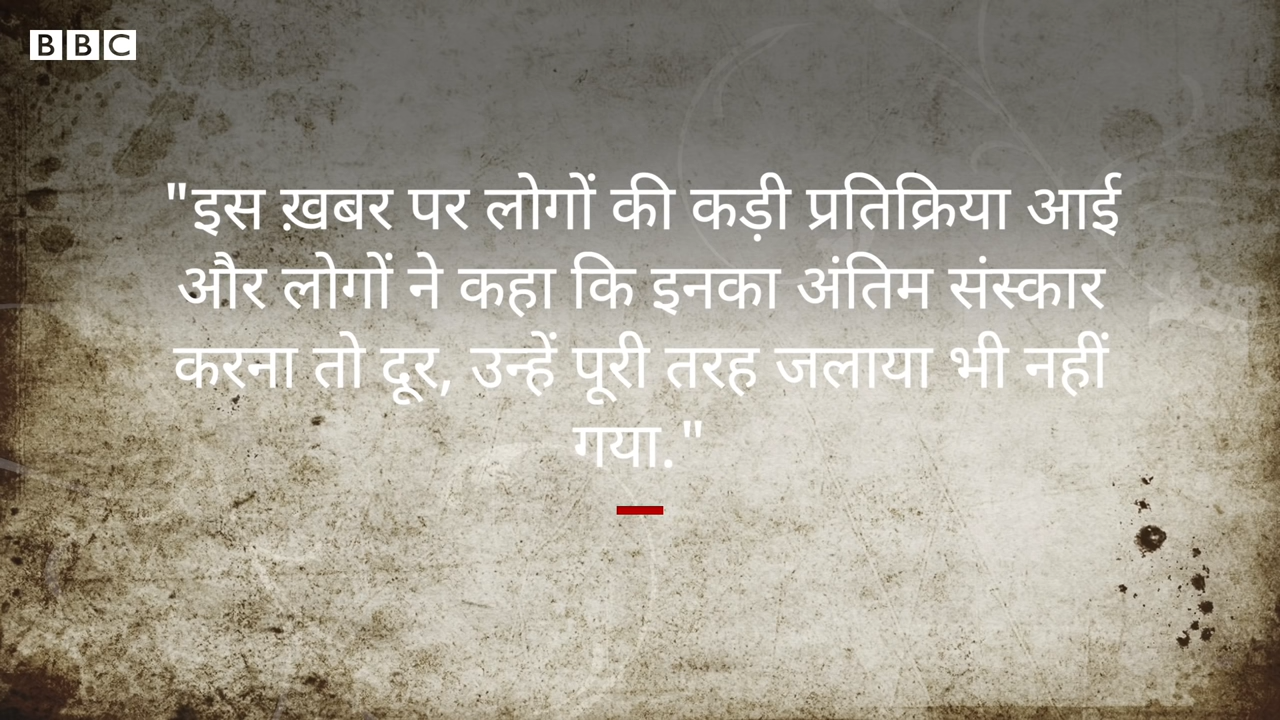 BBC
"इस ख़बर पर लोगों की कड़ी प्रतिक्रिया आई
और लोगों ने कहा कि इनका अंतिम संस्कार
करना तो दूर, उन्हें पूरी तरह जलाया भी नहीं
गया."